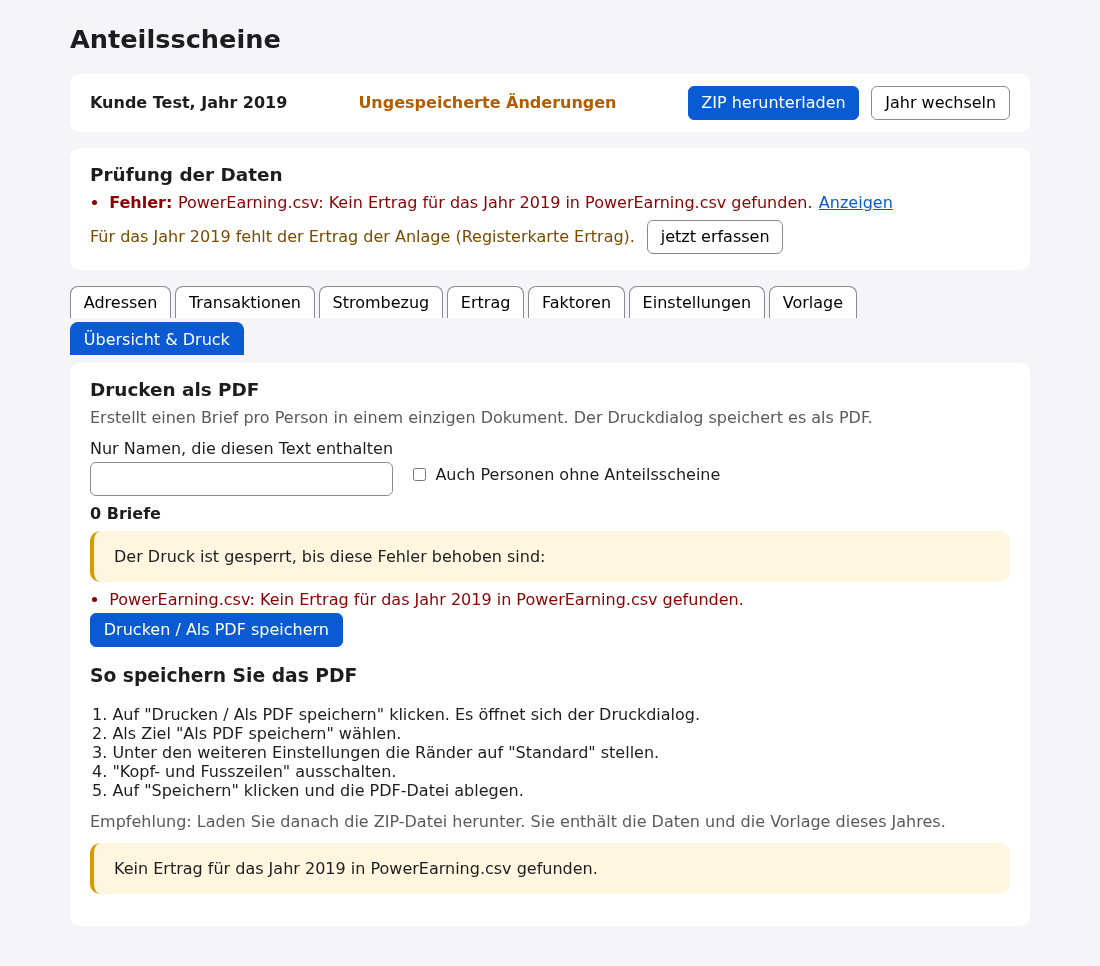 Anteilsscheine
Kunde Test, Jahr 2019
Ungespeicherte Änderungen
ZIP herunterladen
Jahr wechseln
Prüfung der Daten
• Fehler: PowerEarning.csv: Kein Ertrag für das Jahr 2019 in PowerEarning.csv gefunden. Anzeigen
Für das Jahr 2019 fehlt der Ertrag der Anlage (Registerkarte Ertrag). jetzt erfassen
Adressen
Transaktionen
Strombezug
Ertrag
Faktoren
Einstellungen
Vorlage
Übersicht & Druck
Drucken als PDF
Erstellt einen Brief pro Person in einem einzigen Dokument. Der Druckdialog speichert es als PDF.
Nur Namen, die diesen Text enthalten
Auch Personen ohne Anteilsscheine
0 Briefe
Der Druck ist gesperrt, bis diese Fehler behoben sind:
• PowerEarning.csv: Kein Ertrag für das Jahr 2019 in PowerEarning.csv gefunden.
Drucken / Als PDF speichern
So speichern Sie das PDF
1. Auf "Drucken / Als PDF speichern" klicken. Es öffnet sich der Druckdialog.
2. Als Ziel "Als PDF speichern" wählen.
3. Unter den weiteren Einstellungen die Ränder auf "Standard" stellen.
4. "Kopf- und Fusszeilen" ausschalten.
5. Auf "Speichern" klicken und die PDF-Datei ablegen.
Empfehlung: Laden Sie danach die ZIP-Datei herunter. Sie enthält die Daten und die Vorlage dieses Jahres.
Kein Ertrag für das Jahr 2019 in PowerEarning.csv gefunden.